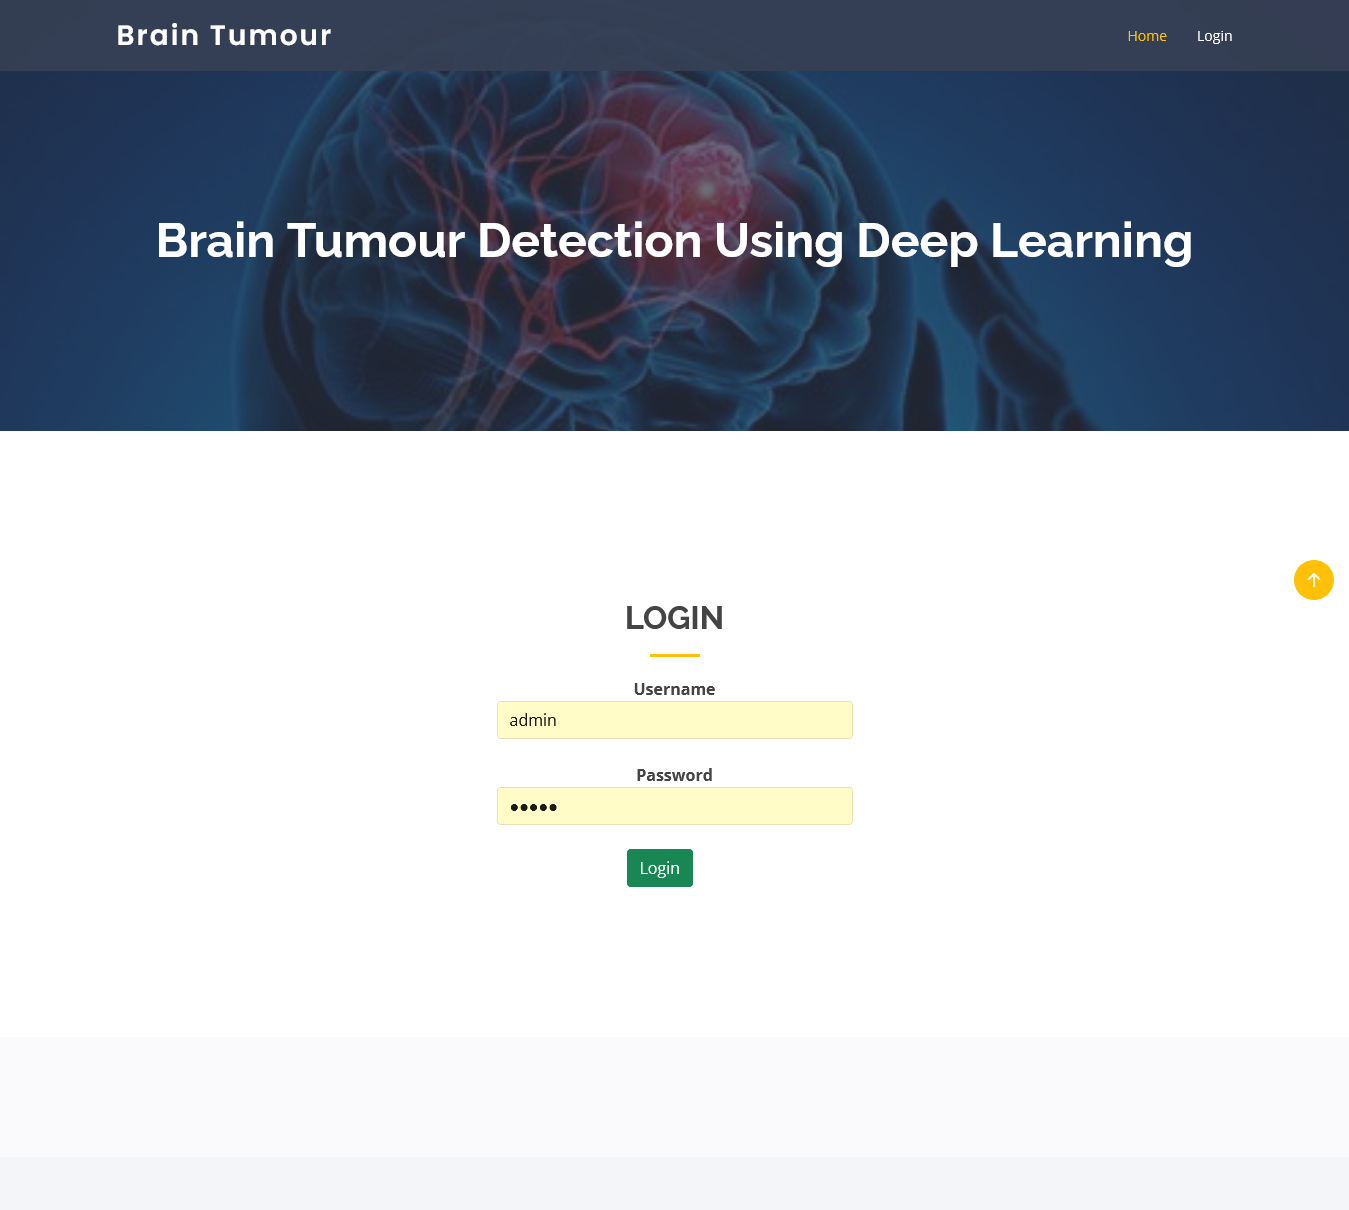 Brain Tumour
Home Login
Brain Tumour Detection Using Deep Learning
LOGIN
Username
admin
Password
•••••
Login